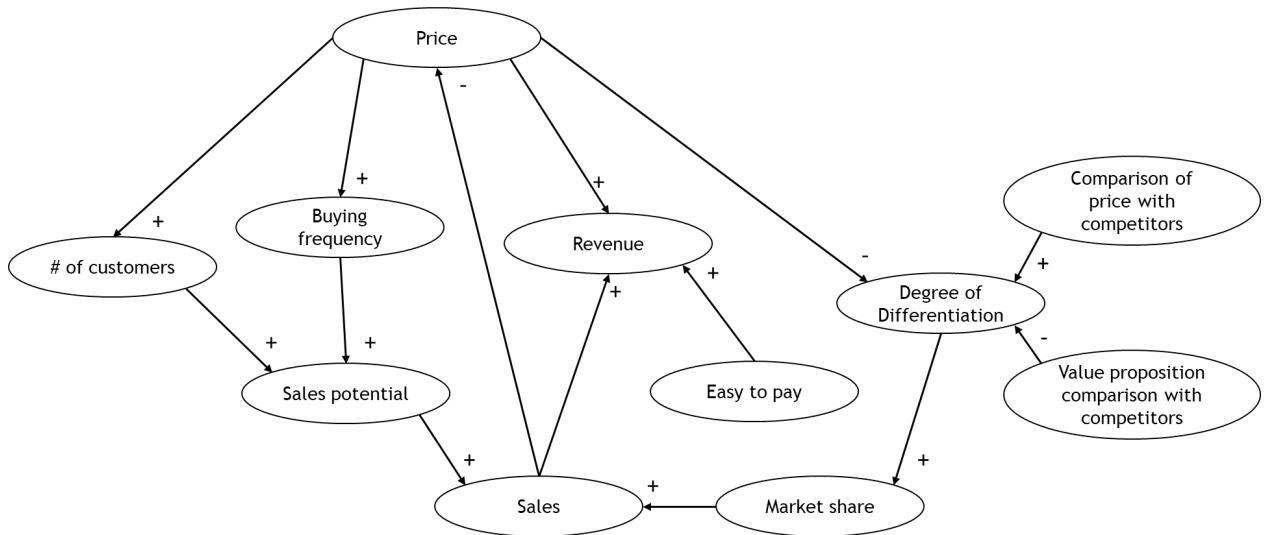 Price
-
+
+
+
+
-
Comparison of
price with
competitors
Buying
frequency
Revenue
# of customers
+
+
+
Degree of
Differentiation
-
+
+
Sales potential
Easy to pay
Value proposition
comparison with
competitors
+
+
+
Sales
Market share